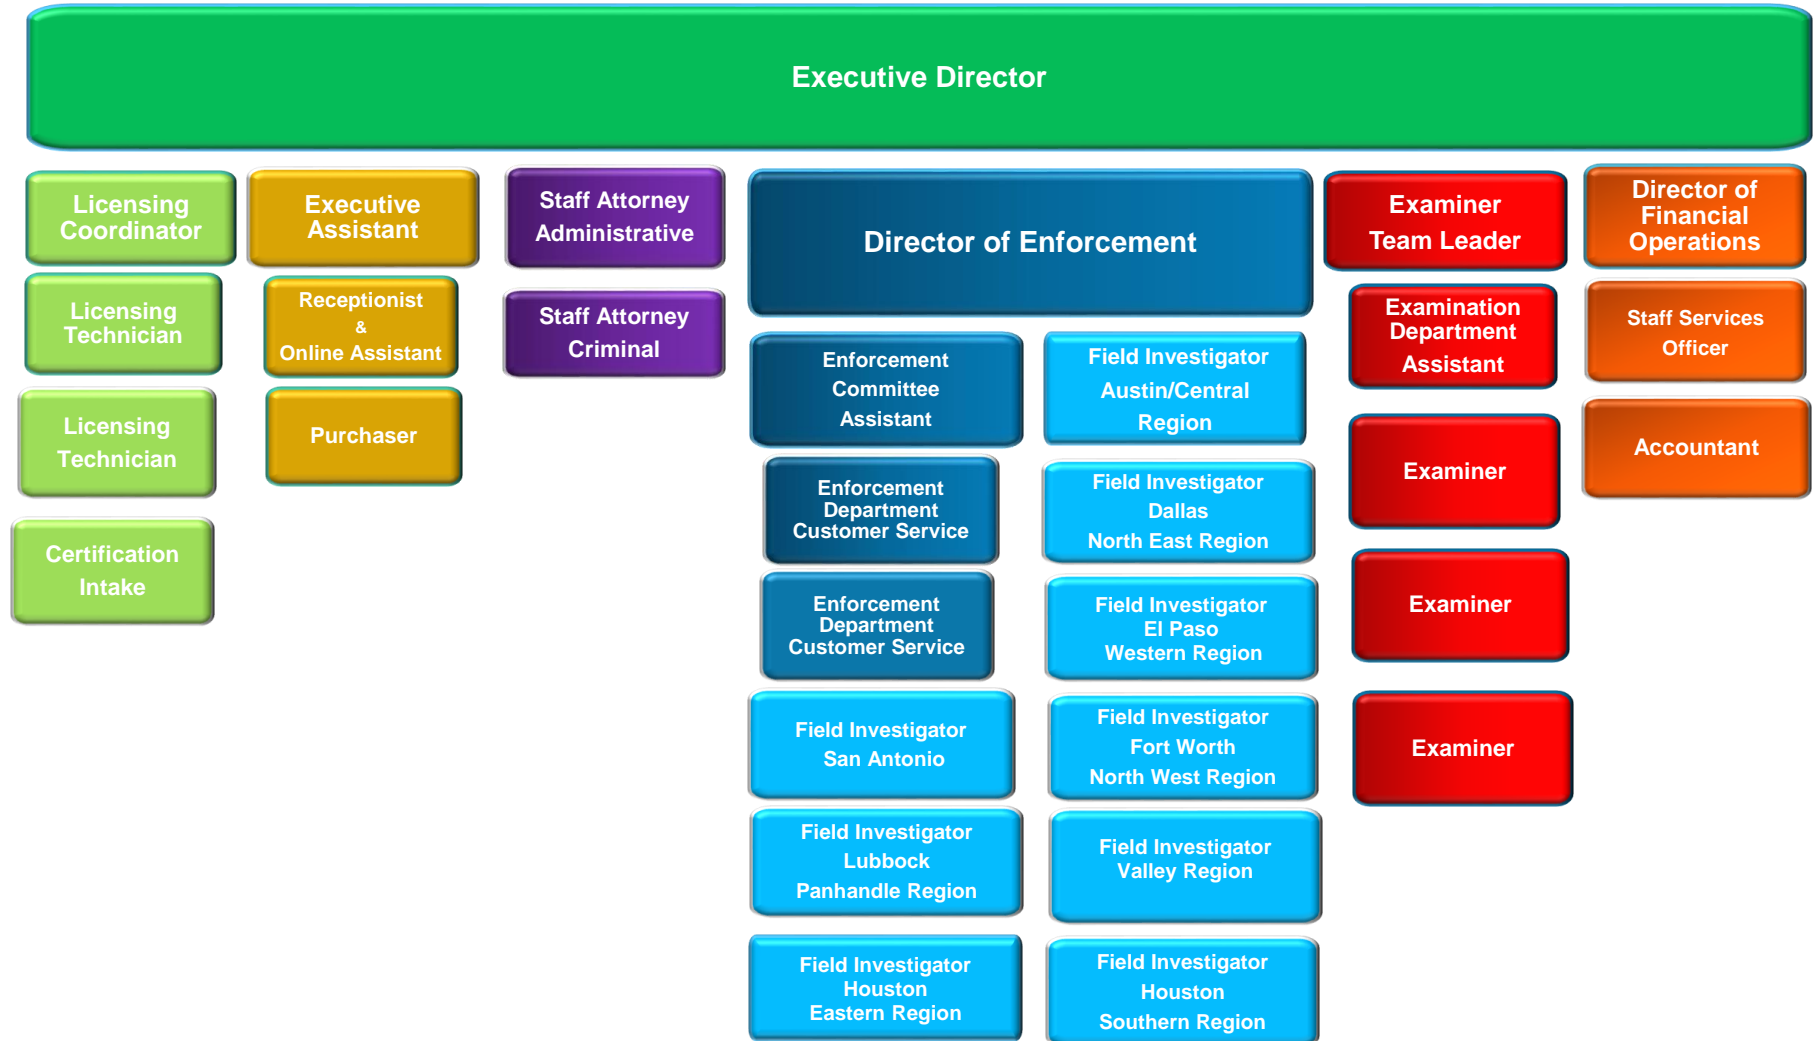 Executive Director
Licensing
Coordinator
Licensing
Technician
Licensing
Technician
Certification
Intake
Executive
Assistant
Receptionist
&
Online Assistant
Purchaser
Staff Attorney
Administrative
Staff Attorney
Criminal
Director of Enforcement
Enforcement
Committee
Assistant
Enforcement
Department
Customer Service
Enforcement
Department
Customer Service
Field Investigator
San Antonio
Field Investigator
Lubbock
Panhandle Region
Field Investigator
Houston
Eastern Region
Field Investigator
Austin/Central
Region
Field Investigator
Dallas
North East Region
Field Investigator
El Paso
Western Region
Field Investigator
Fort Worth
North West Region
Field Investigator
Valley Region
Field Investigator
Houston
Southern Region
Examiner
Team Leader
Examination
Department
Assistant
Examiner
Examiner
Examiner
Director of
Financial
Operations
Staff Services
Officer
Accountant